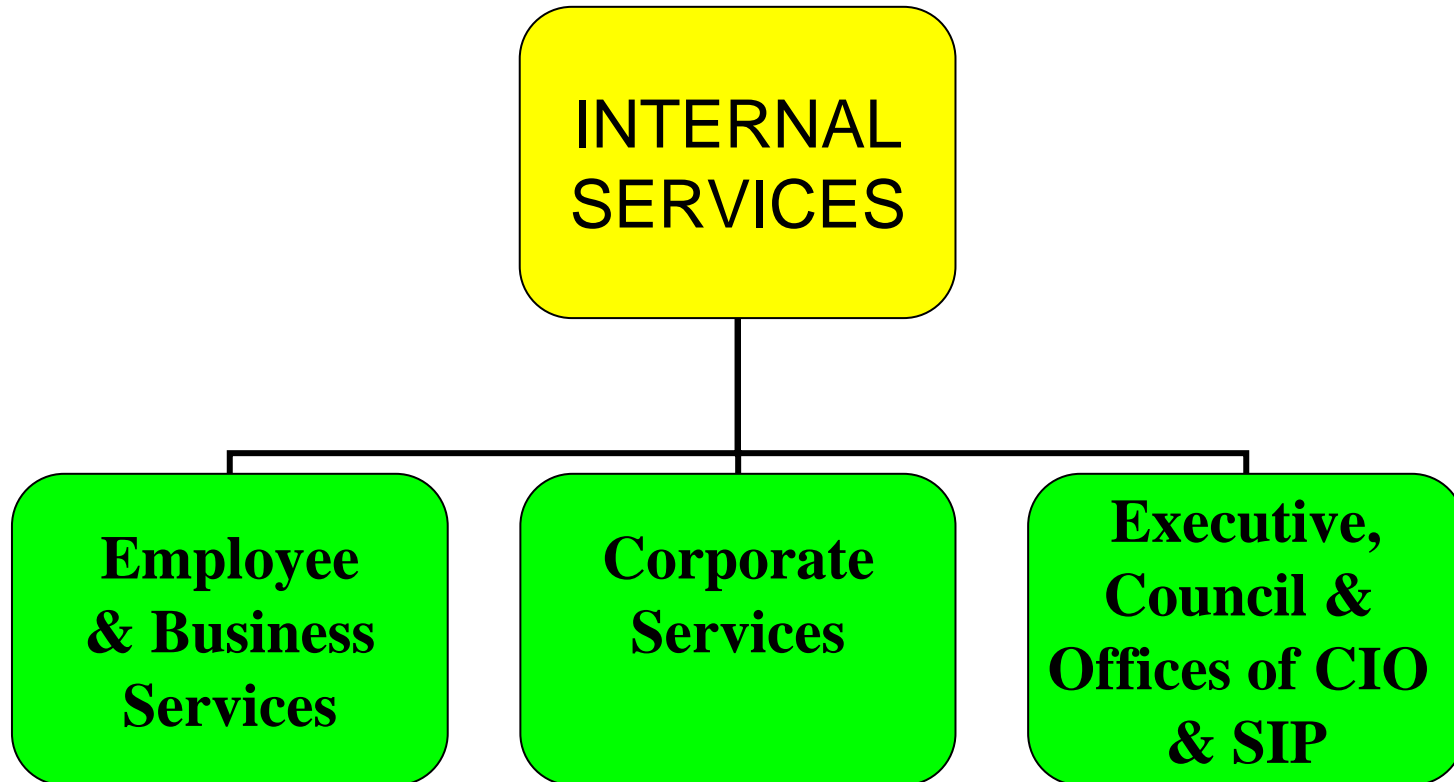 INTERNAL
SERVICES
Employee
& Business
Services
Corporate
Services
Executive,
Council &
Offices of CIO
& SIP